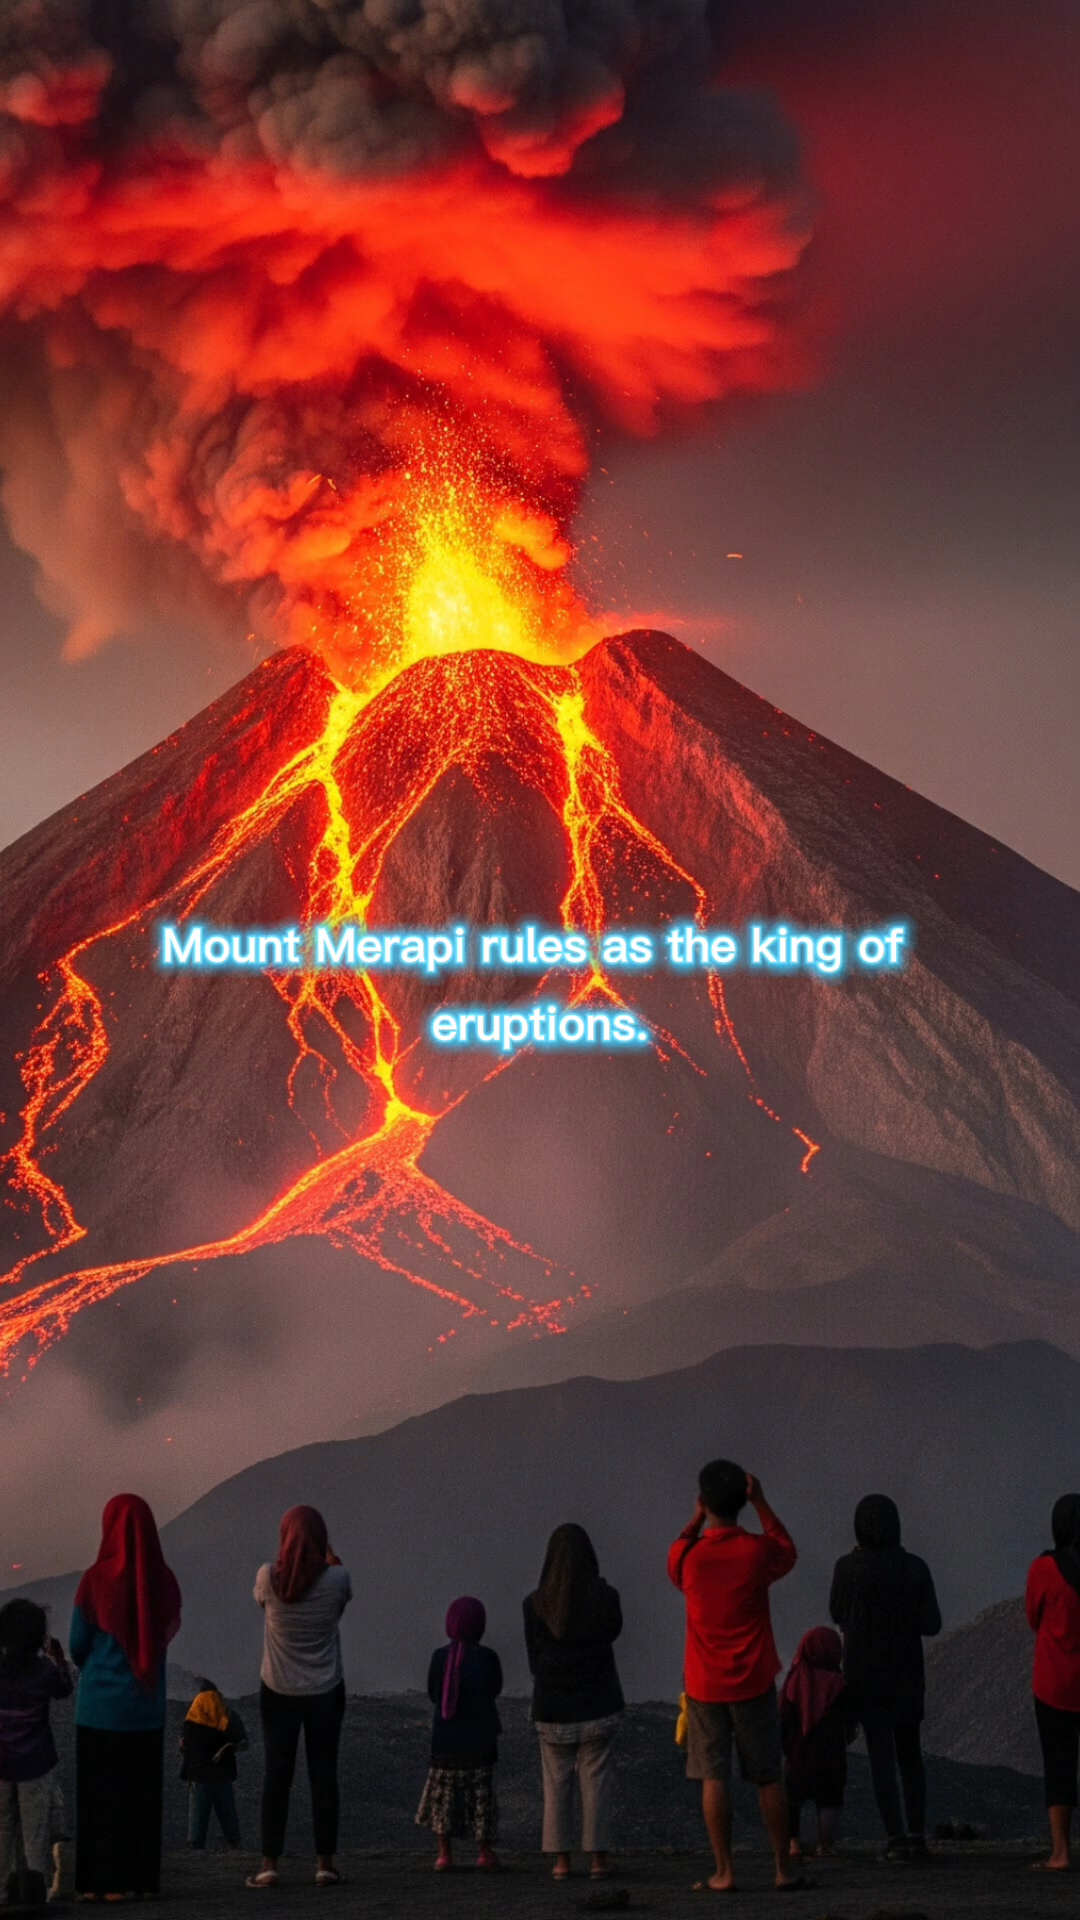 Mount Merapi rules as the king of
eruptions.